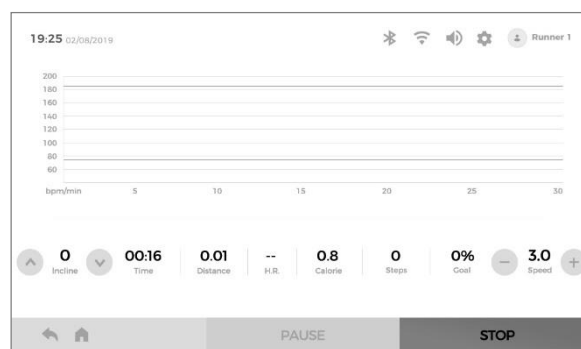 19:25 02/08/2019 Runner 1
200
180
160
140
120
100
80
60
bpm/min 5 10 15 20 25 30
0 00:16 0.01 -- 0.8 0 0% 3.0
Incline Time Distance H.R. Calorie Steps Goal Speed
PAUSE STOP